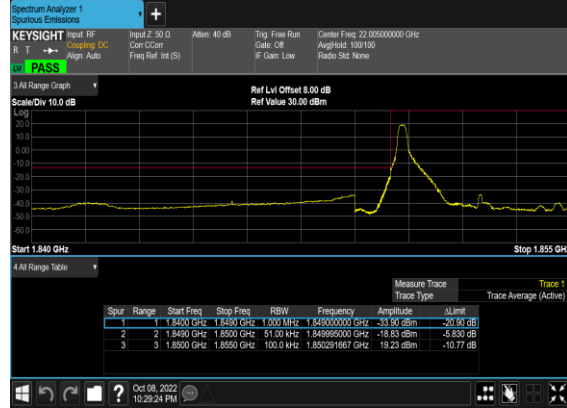 Spectrum Analyzer 1
Spurious Emissions
KEYSIGHT Input: RF Input Z: 50 Ω Atten: 40 dB Trig: Free Run Center Freq: 22.005000000 GHz
R T Coupling: DC Corr CCorr Gate: Off Avg|Hold: 100/100
Align: Auto Freq Ref: Int (S) IF Gain: Low Radio Std: None
LW PASS
3 All Range Graph
Ref Lvl Offset 8.00 dB
Scale/Div 10.0 dB Ref Value 30.00 dBm
Log
20.0
10.0
0.00
-10.0
-20.0
-30.0
-40.0
-50.0
-60.0
Start 1.840 GHz Stop 1.855 GHz
4 All Range Table
Measure Trace Trace 1
Trace Type Trace Average (Active)
Spur Range Start Freq Stop Freq RBW Frequency Amplitude ΔLimit
1 1 1.8400 GHz 1.8490 GHz 1.000 MHz 1.849000000 GHz -33.90 dBm -20.90 dB
2 2 1.8490 GHz 1.8500 GHz 51.00 kHz 1.849995000 GHz -18.83 dBm -5.830 dB
3 3 1.8500 GHz 1.8550 GHz 100.0 kHz 1.850291667 GHz 19.23 dBm -10.77 dB
? Oct 08, 2022
10:29:24 PM